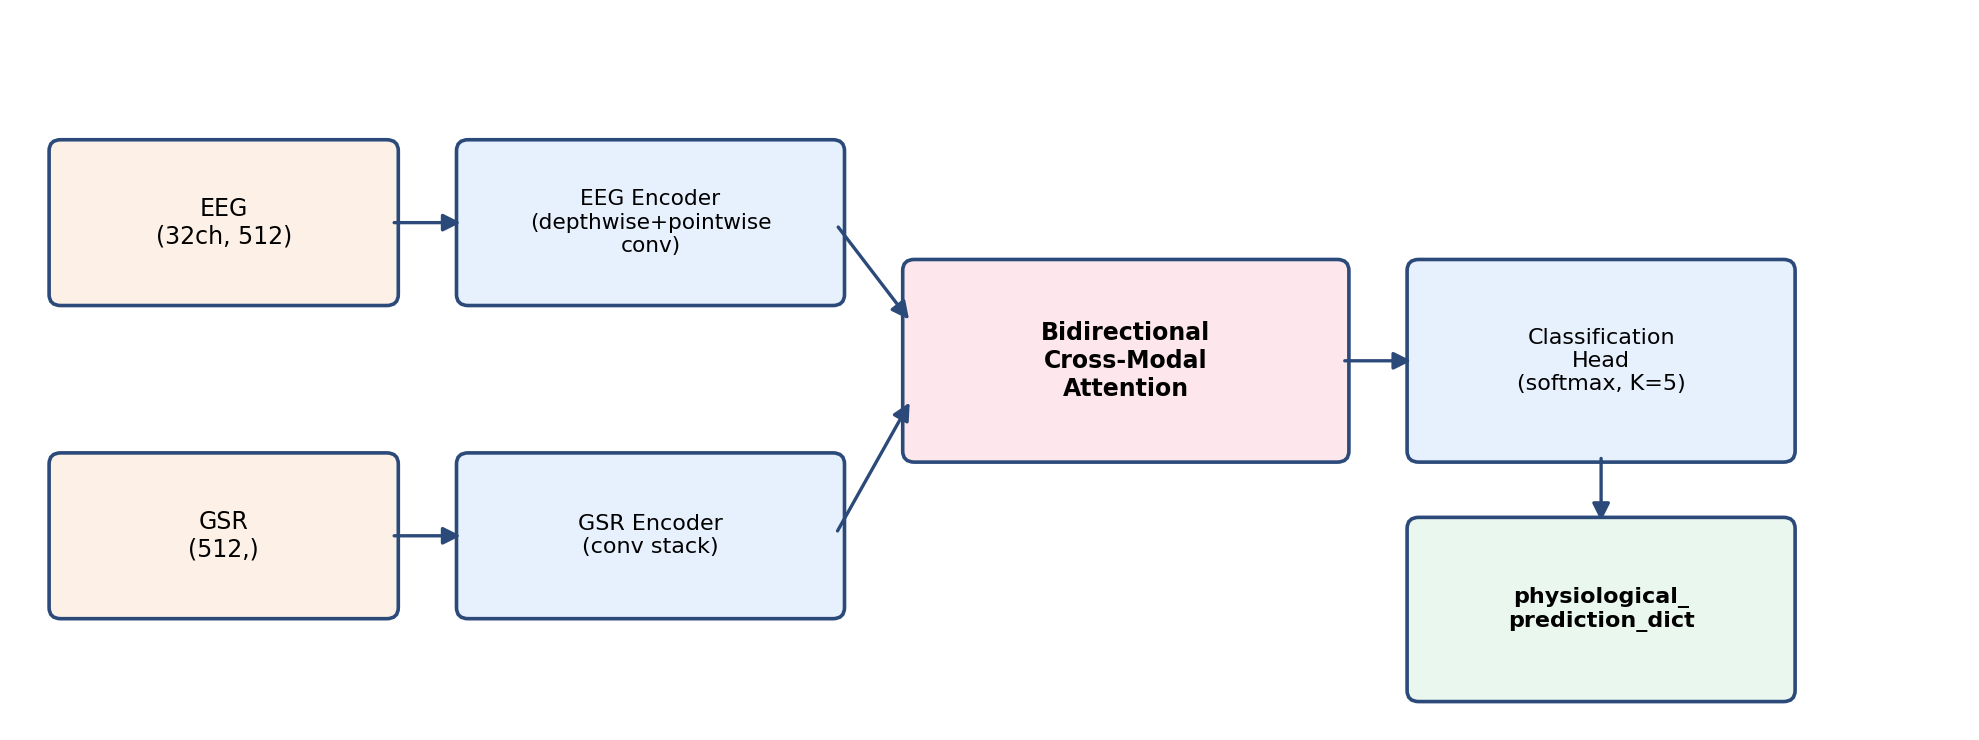 EEG
(32ch, 512)
EEG Encoder
(depthwise+pointwise
conv)
GSR
(512,)
GSR Encoder
(conv stack)
Bidirectional
Cross-Modal
Attention
Classification
Head
(softmax, K=5)
physiological_
prediction_dict